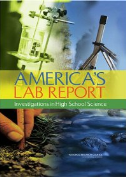 AMERICA'S
LAB REPORT
Investigations in High School Science